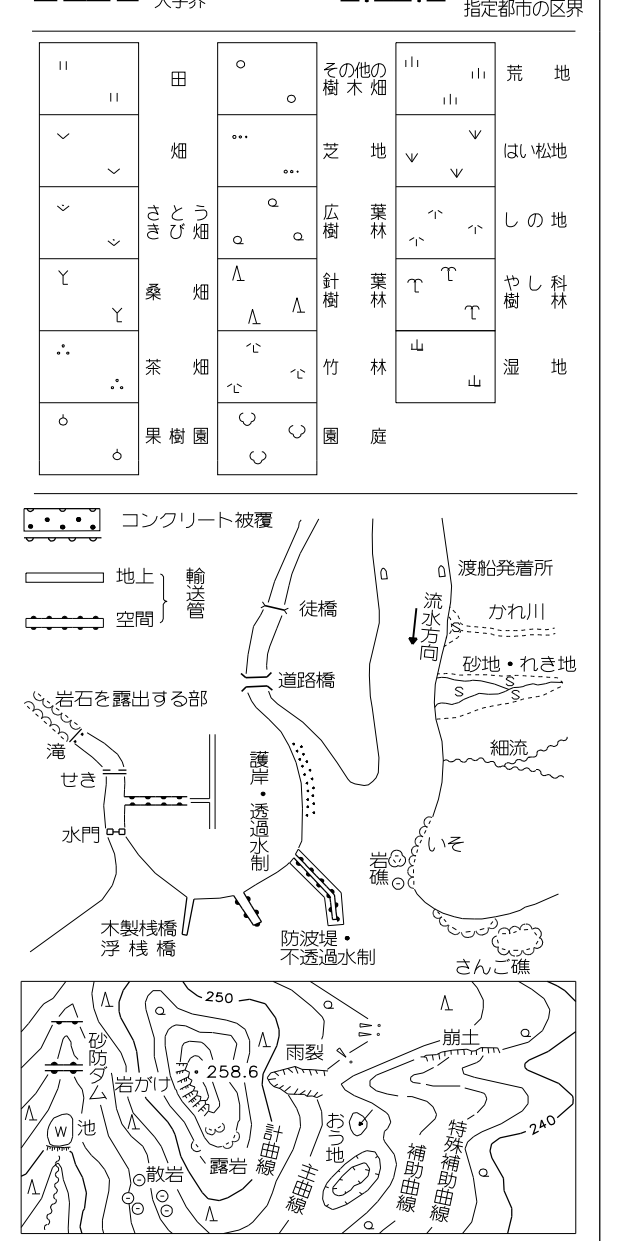 大字界
指定都市の区界
田
その他の
樹木畑
荒地
畑
芝地
はい松地
さとう
きび畑
広葉
樹林
しの地
桑畑
針葉
樹林
やし科
樹林
茶畑
竹林
湿地
果樹園
園庭
コンクリート被覆
地上
空間
輸送管
徒橋
道路橋
渡船発着所
流水方向
かれ川
砂地・れき地
細流
岩石を露出する部
滝
せき
水門
護岸・透過水制
いそ
岩礁
木製桟橋
浮桟橋
防波堤・
不透過水制
さんご礁
250
砂防ダム
岩がけ
258.6
雨裂
崩土
池
W
散岩
露岩
計曲線
主曲線
おう地
補助曲線
特殊補助曲線
240